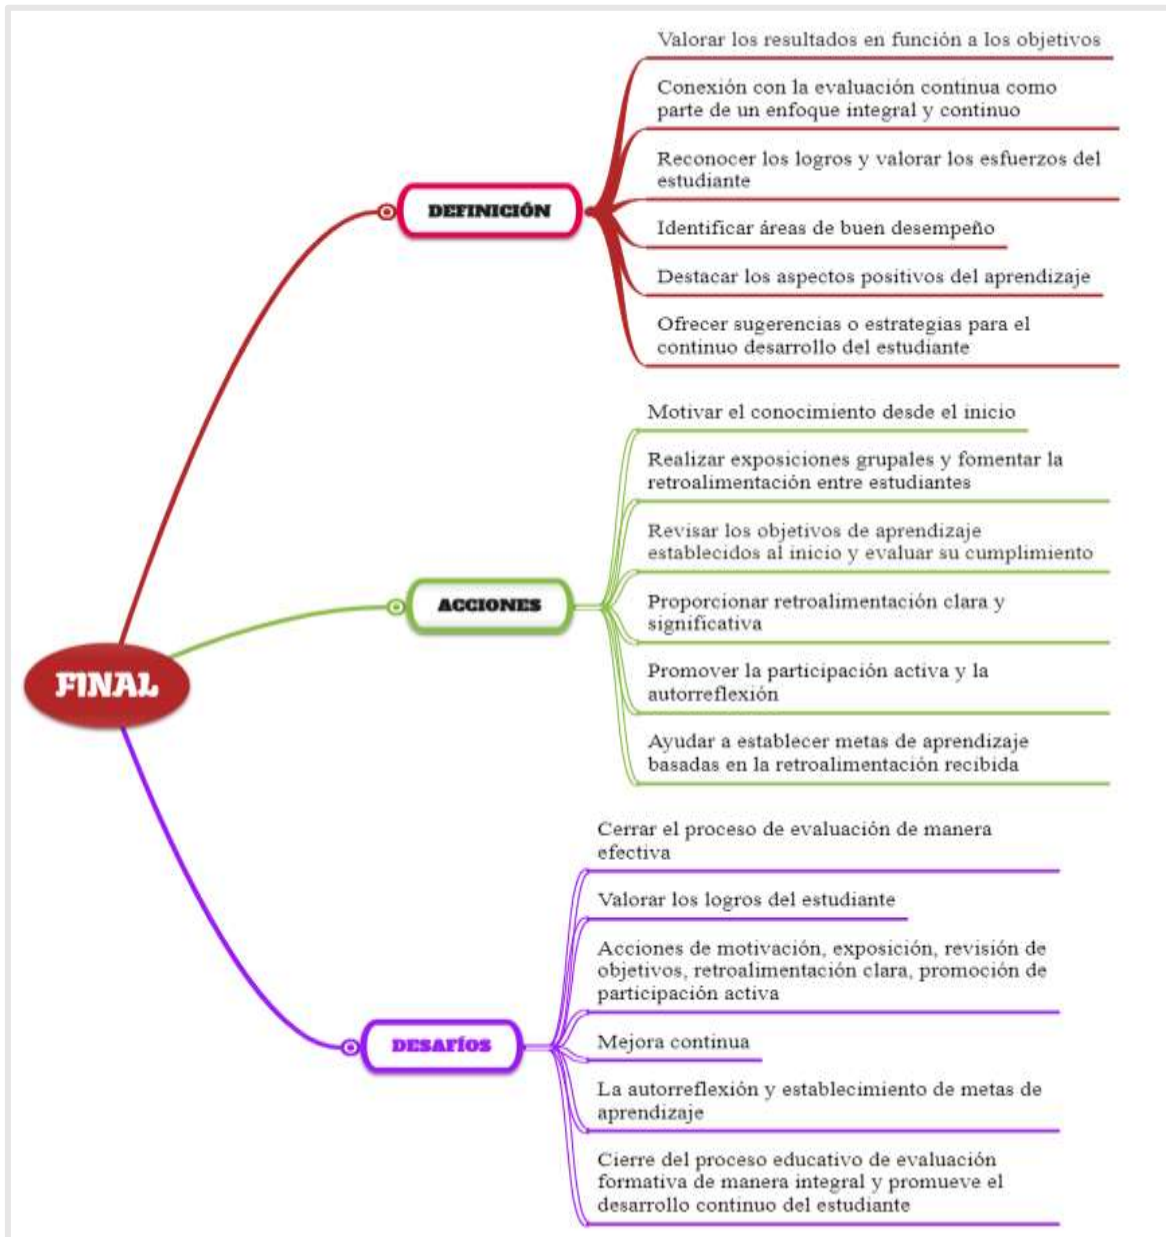 FINAL
DEFINICIÓN
Valorar los resultados en función a los objetivos
Conexión con la evaluación continua como
parte de un enfoque integral y continuo
Reconocer los logros y valorar los esfuerzos del
estudiante
Identificar áreas de buen desempeño
Destacar los aspectos positivos del aprendizaje
Ofrecer sugerencias o estrategias para el
continuo desarrollo del estudiante
ACCIONES
Motivar el conocimiento desde el inicio
Realizar exposiciones grupales y fomentar la
retroalimentación entre estudiantes
Revisar los objetivos de aprendizaje
establecidos al inicio y evaluar su cumplimiento
Proporcionar retroalimentación clara y
significativa
Promover la participación activa y la
autorreflexión
Ayudar a establecer metas de aprendizaje
basadas en la retroalimentación recibida
DESAFÍOS
Cerrar el proceso de evaluación de manera
efectiva
Valorar los logros del estudiante
Acciones de motivación, exposición, revisión de
objetivos, retroalimentación clara, promoción de
participación activa
Mejora continua
La autorreflexión y establecimiento de metas de
aprendizaje
Cierre del proceso educativo de evaluación
formativa de manera integral y promueve el
desarrollo continuo del estudiante